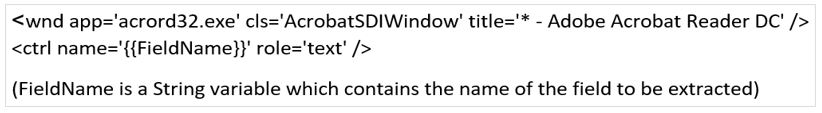 <wnd app='acrord32.exe' cls='AcrobatSDIWindow' title='* - Adobe Acrobat Reader DC' />
<ctrl name='{{FieldName}}' role='text' />
(FieldName is a String variable which contains the name of the field to be extracted)